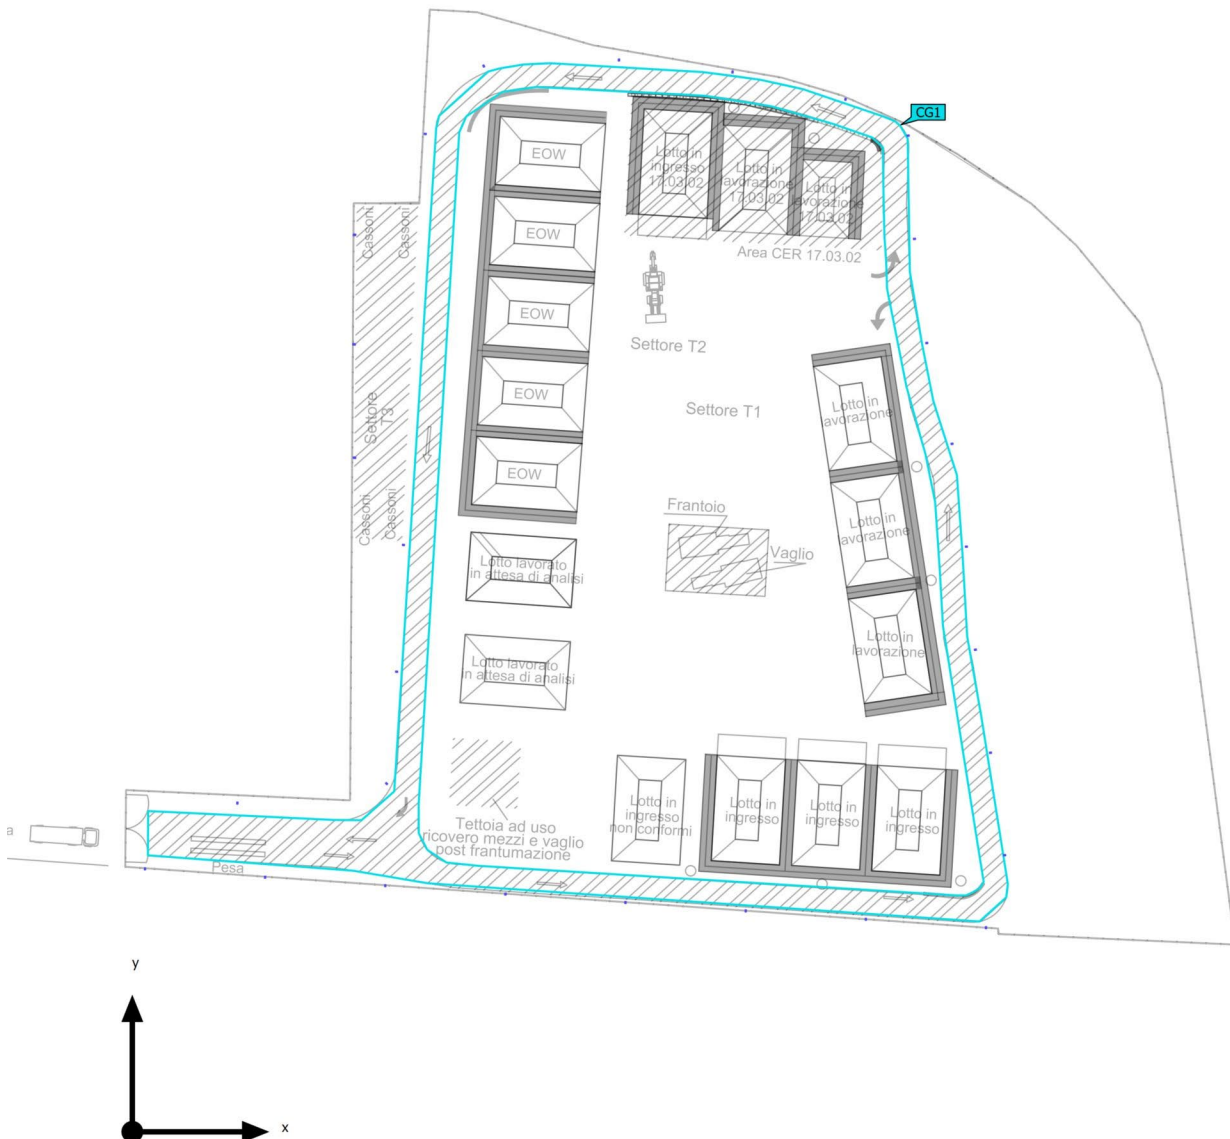 CG1
EOW
Lotto in
ingresso
17.03.02
Lotto in
lavorazione
17.03.02
Lotto in
lavorazione
17.03.02
Area CER 17.03.02
Cassoni
Cassoni
EOW
EOW
EOW
EOW
Settore T2
Settore T1
Settore
T3
Cassoni
Cassoni
Lotto in
lavorazione
Lotto in
lavorazione
Lotto in
lavorazione
Frantoio
Vaglio
Lotto lavorato
in attesa di analisi
Lotto lavorato
in attesa di analisi
Tettoia ad uso
ricovero mezzi e vaglio
post frantumazione
Lotto in
ingresso
non conformi
Lotto in
ingresso
Lotto in
ingresso
Lotto in
ingresso
a
Pesa
y
x